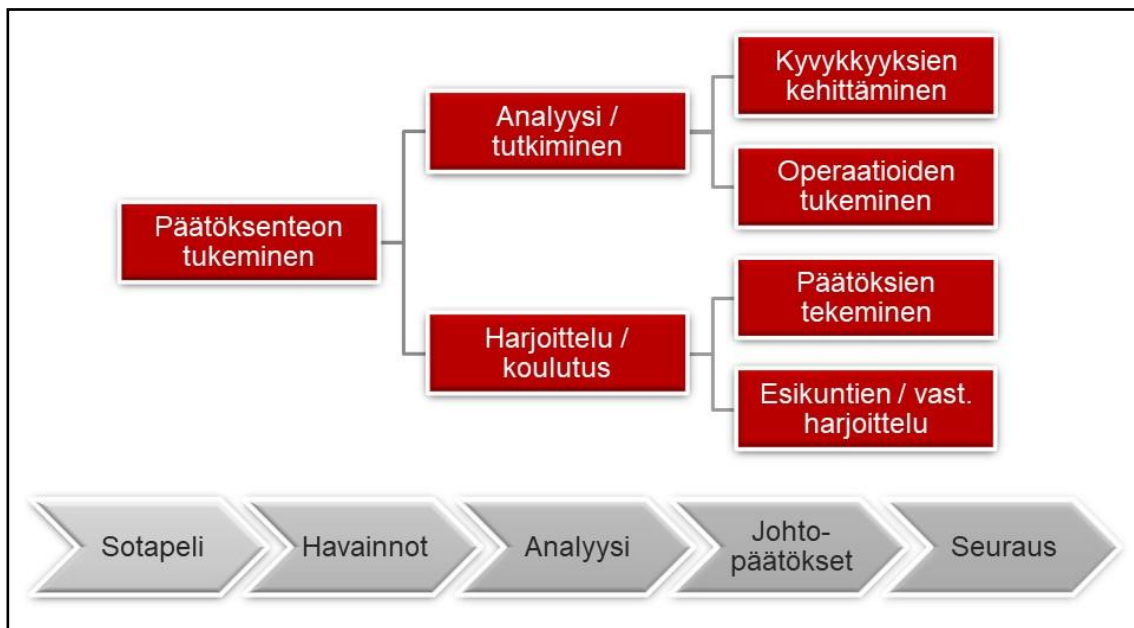 Kyvykkyyksien
kehittäminen
Analyysi /
tutkiminen
Operaatioiden
tukeminen
Päätöksenteon
tukeminen
Päätöksien
tekeminen
Harjoittelu /
koulutus
Esikuntien / vast.
harjoittelu
Sotapeli
Havainnot
Analyysi
Johto-
päätökset
Seuraus